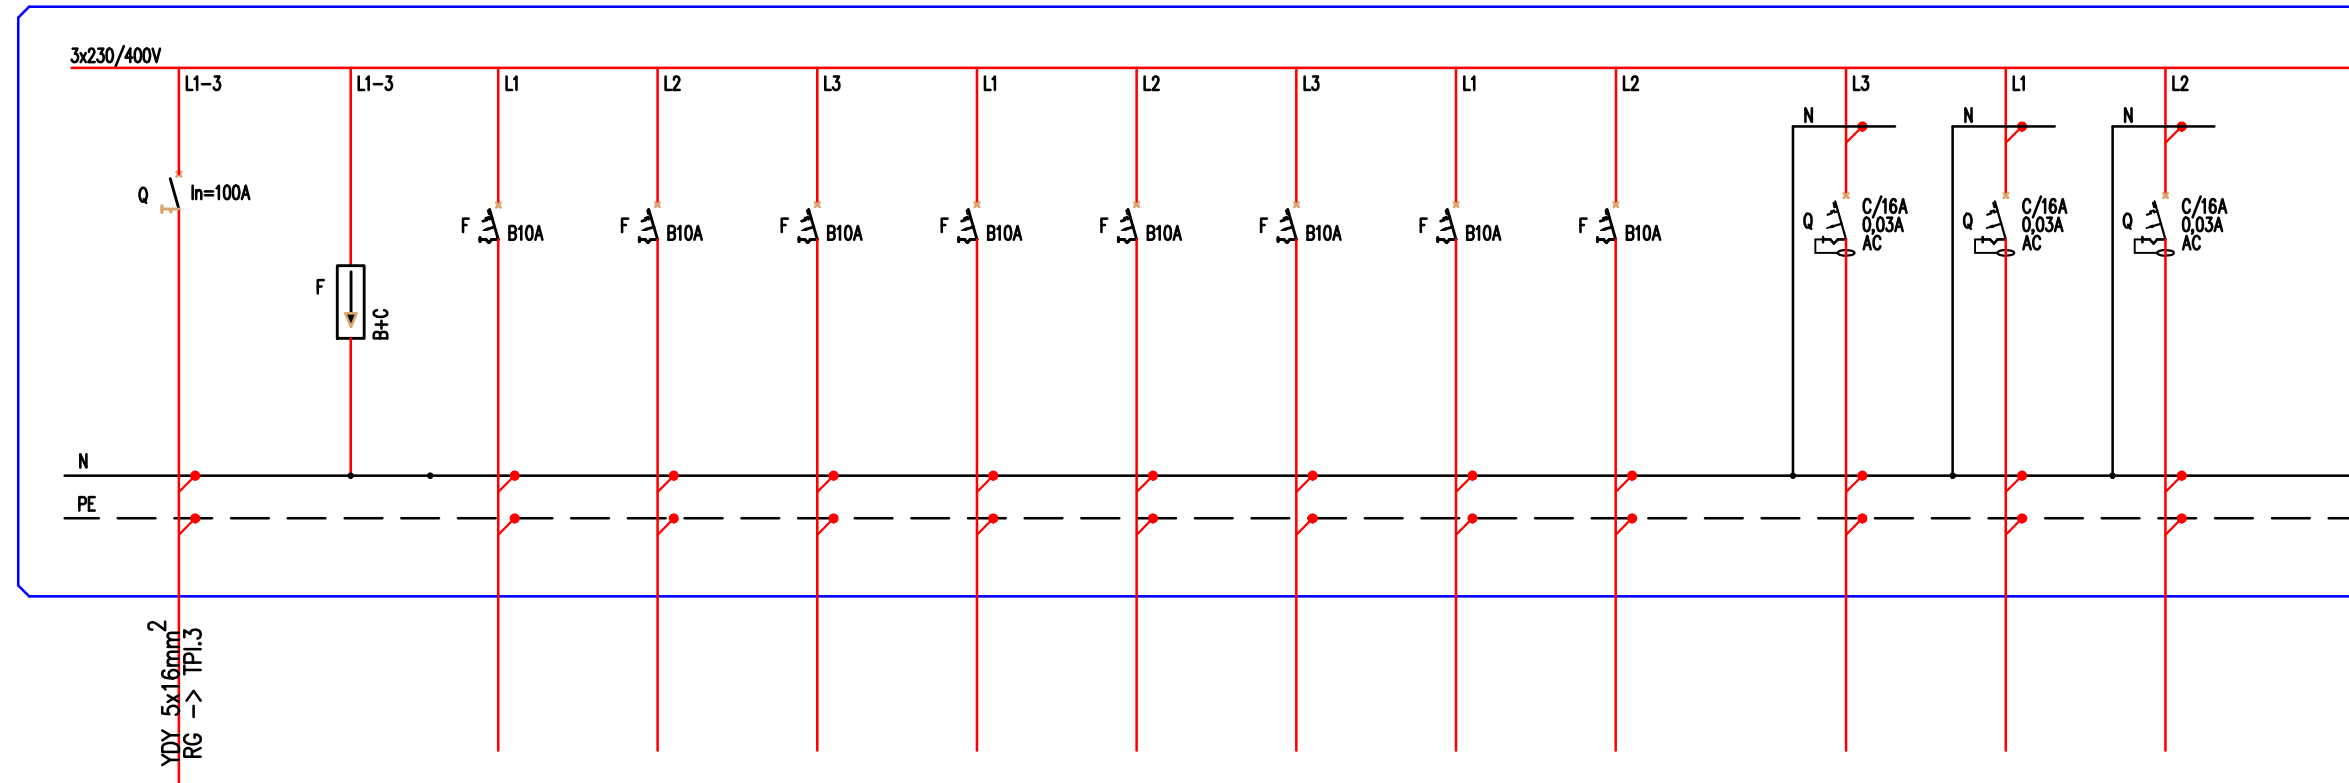 3x230/400V
L1-3
L1-3
L1
L2
L3
L1
L2
L3
L1
L2
L3
L1
L2
N
N
N
Q
In=100A
F
B+C
F
B10A
F
B10A
F
B10A
F
B10A
F
B10A
F
B10A
F
B10A
F
B10A
Q
C/16A
0,03A
AC
Q
C/16A
0,03A
AC
Q
C/16A
0,03A
AC
N
PE
YDY 5x16mm²
RG -> TP1.3